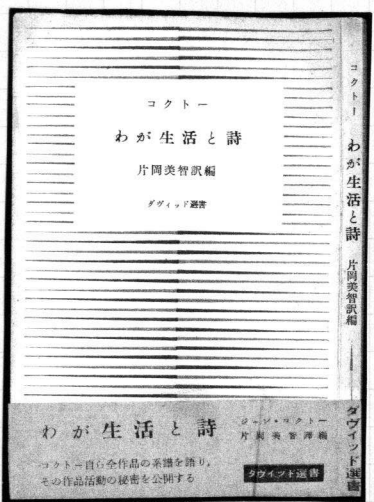 コクトー
わが生活と詩
片岡美智訳編
ダヴィッド選書
わが生活と詩
ジャン・コクトー
片岡美智訳編
コクトー自ら全作品の系譜を語り,
その作品活動の秘密を公開する
ダヴィッド選書
コクトー
わが生活と詩
片岡美智訳編
ダヴィッド選書